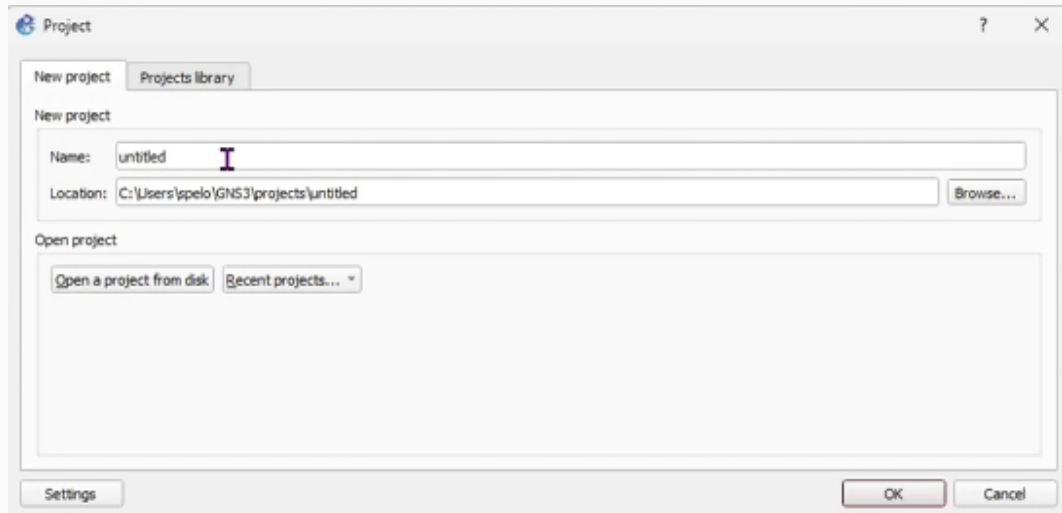 Project ?
New project Projects library
New project
Name: untitled
Location: C:\Users\spelo\GNS3\projects\untitled Browse...
Open project
Open a project from disk Recent projects...
Settings OK Cancel